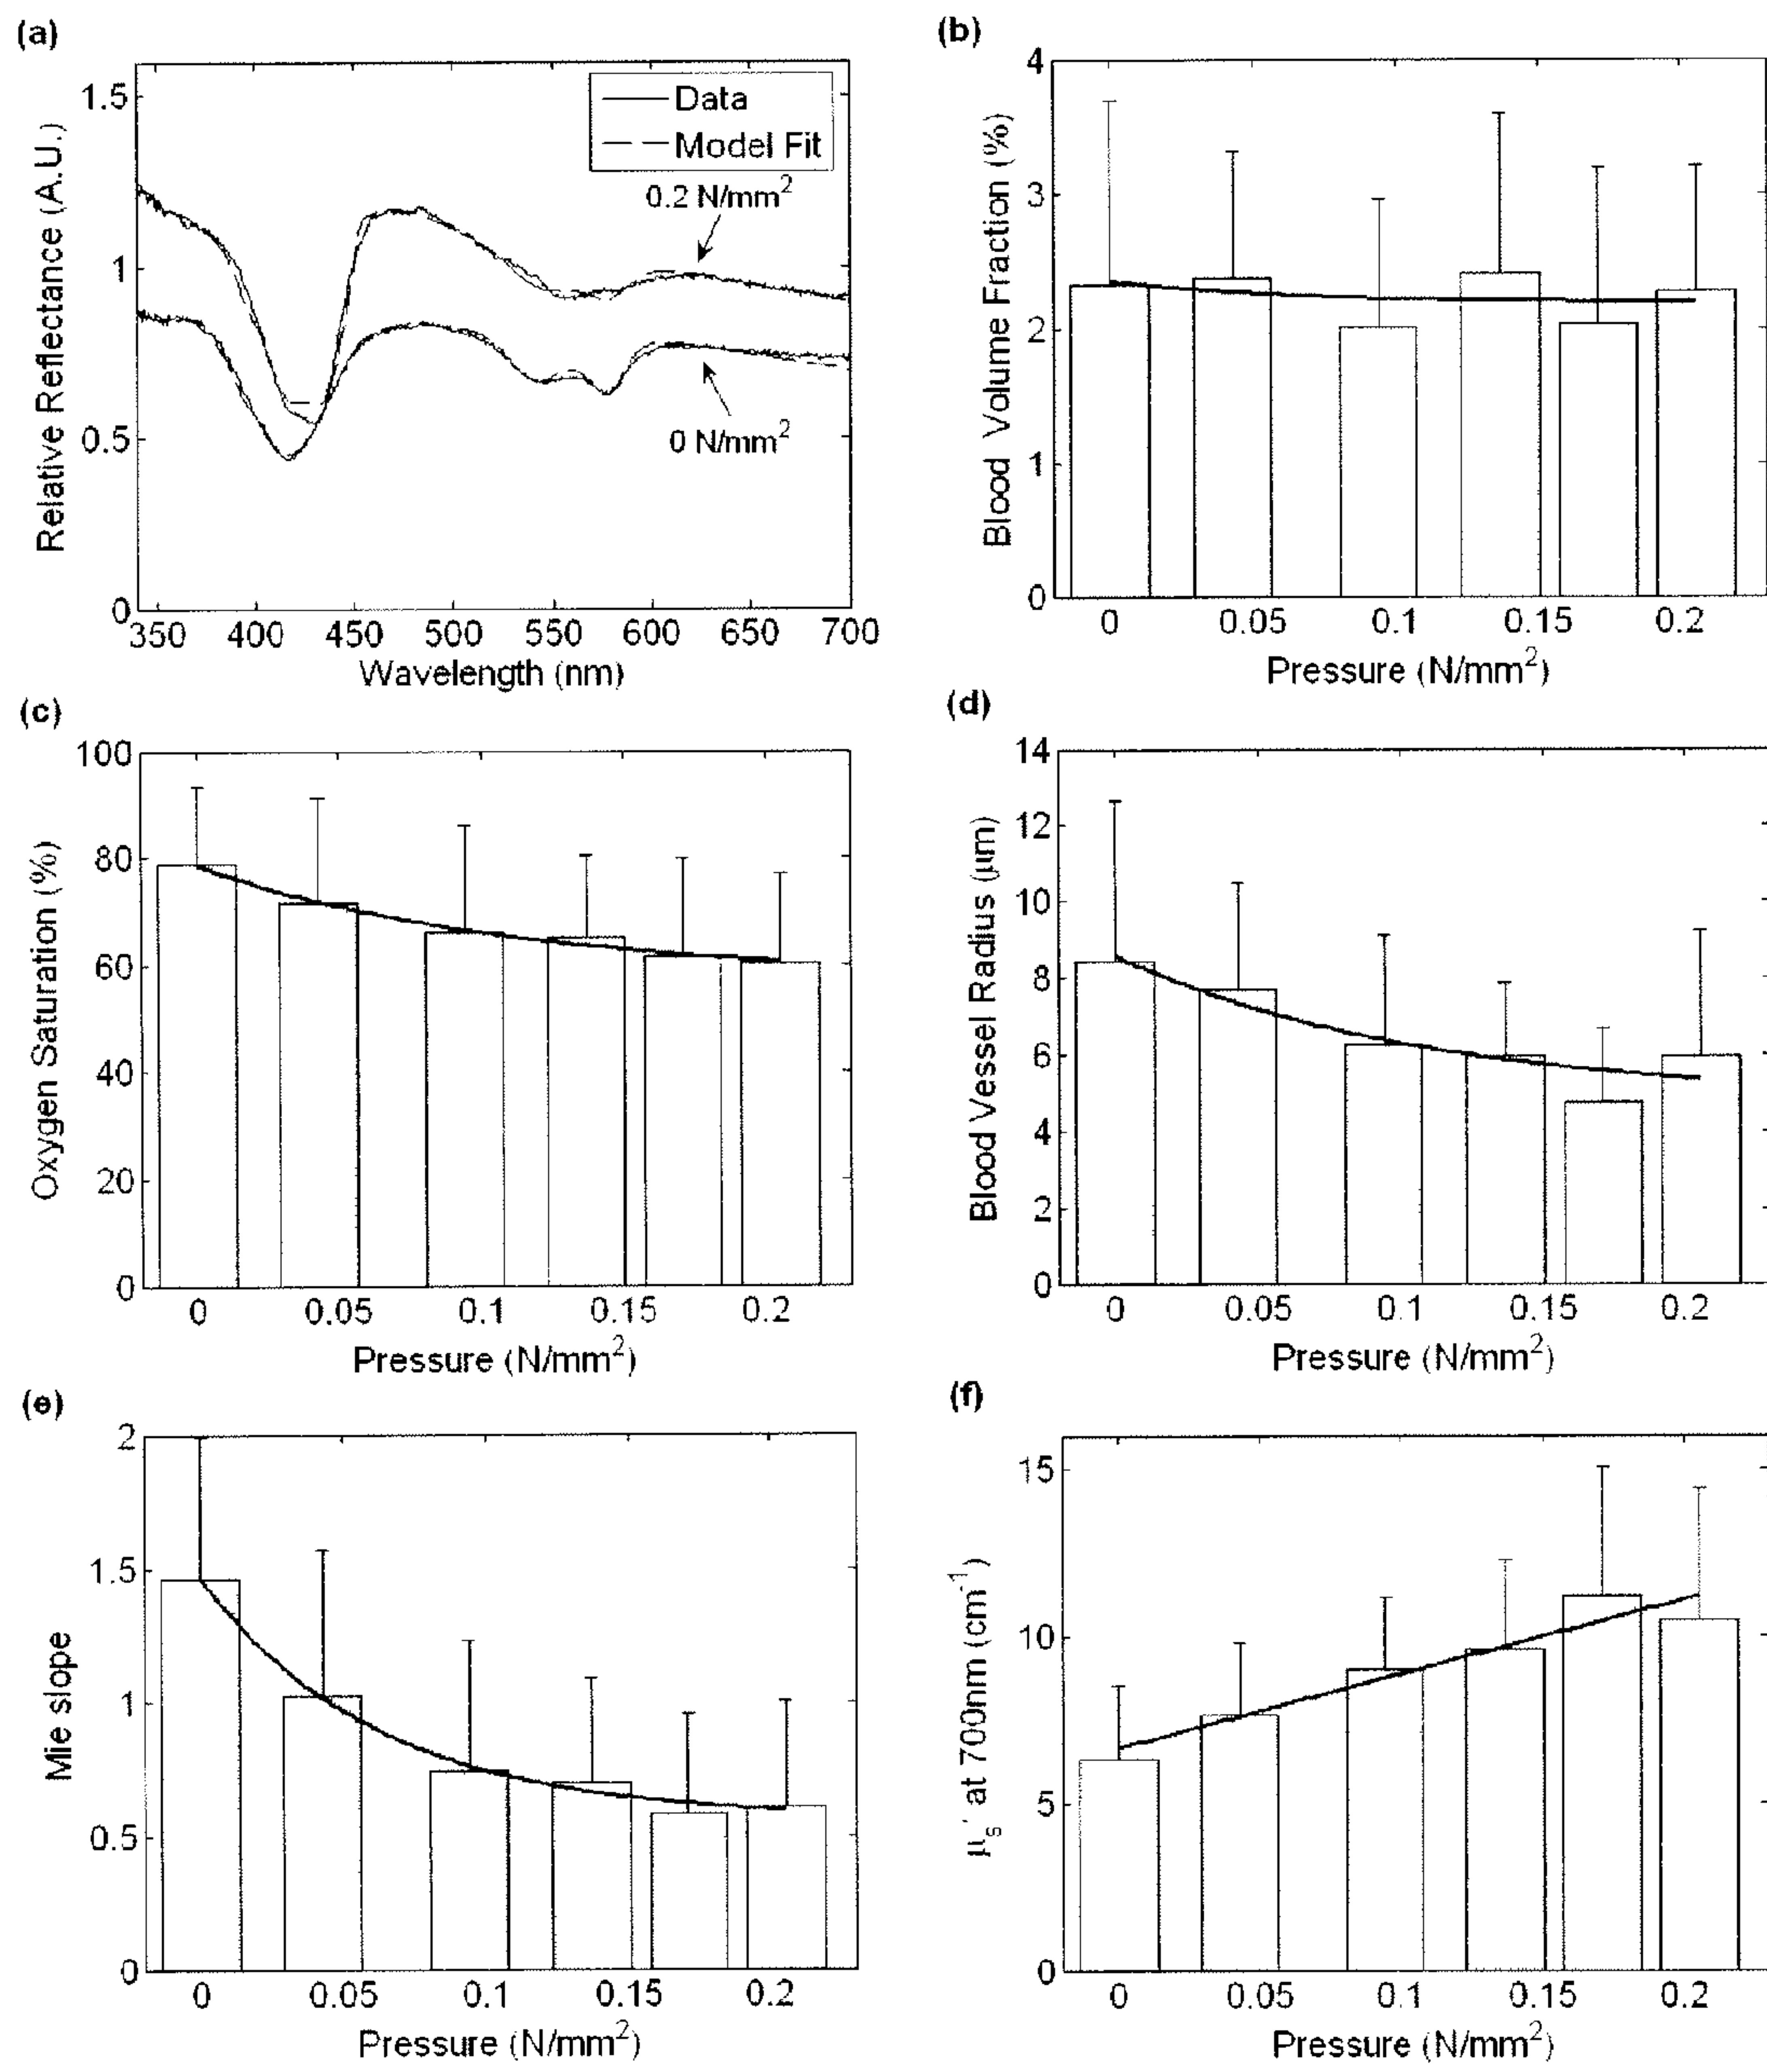 (a)
1.5
1
0.5
0
Relative Reflectance (A.U.)
Data
Model Fit
0.2 N/mm²
0 N/mm²
350 400 450 500 550 600 650 700
Wavelength (nm)
(b)
4
3
2
1
0
Blood Volume Fraction (%)
0 0.05 0.1 0.15 0.2
Pressure (N/mm²)
(c)
100
80
60
40
20
0
Oxygen Saturation (%)
0 0.05 0.1 0.15 0.2
Pressure (N/mm²)
(d)
14
12
10
8
6
4
2
0
Blood Vessel Radius (μm)
0 0.05 0.1 0.15 0.2
Pressure (N/mm²)
(e)
2
1.5
1
0.5
0
Mie slope
0 0.05 0.1 0.15 0.2
Pressure (N/mm²)
(f)
15
10
5
0
μs′ at 700nm (cm⁻¹)
0 0.05 0.1 0.15 0.2
Pressure (N/mm²)